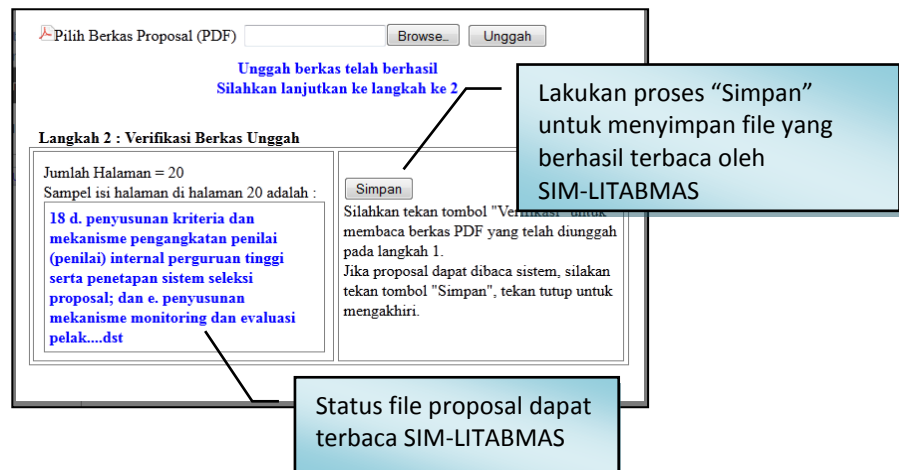 Pilih Berkas Proposal (PDF) Browse.. Unggah
Unggah berkas telah berhasil
Silahkan lanjutkan ke langkah ke 2
Lakukan proses “Simpan”
untuk menyimpan file yang
berhasil terbaca oleh
SIM-LITABMAS
Langkah 2 : Verifikasi Berkas Unggah
Jumlah Halaman = 20
Sampel isi halaman di halaman 20 adalah :
18 d. penyusunan kriteria dan
mekanisme pengangkatan penilai
(penilai) internal perguruan tinggi
serta penetapan sistem seleksi
proposal; dan e. penyusunan
mekanisme monitoring dan evaluasi
pelak....dst
Simpan
Silahkan tekan tombol "Verifikasi" untuk
membaca berkas PDF yang telah diunggah
pada langkah 1.
Jika proposal dapat dibaca sistem, silakan
tekan tombol "Simpan", tekan tutup untuk
mengakhiri.
Status file proposal dapat
terbaca SIM-LITABMAS